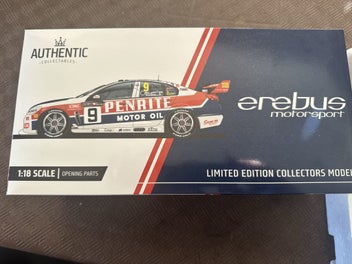 AUTHENTIC
COLLECTABLES
erebus
motorsport
9
PENRITE
9
MOTOR OIL
1:18 SCALE
OPENING PARTS
LIMITED EDITION COLLECTORS MODEL